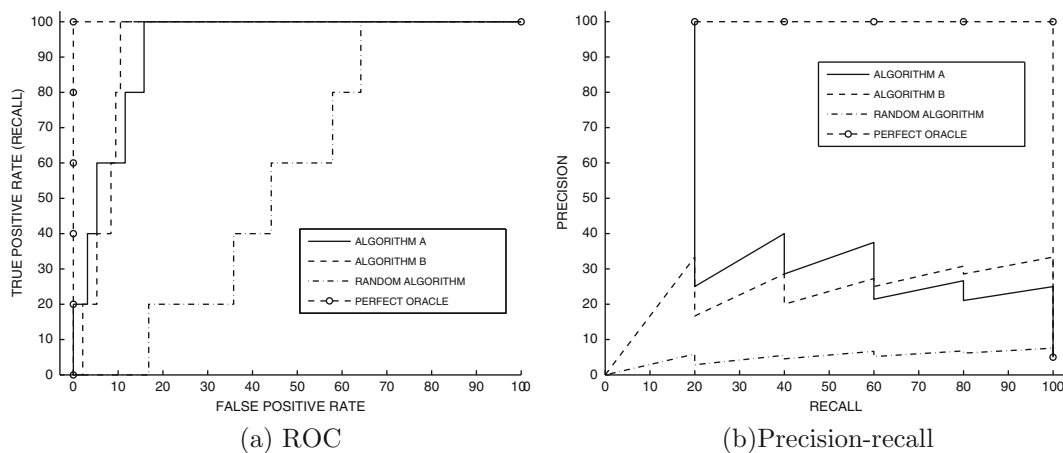 100
90
80
70
60
50
40
30
20
10
0
TRUE POSITIVE RATE (RECALL)
ALGORITHM A
ALGORITHM B
RANDOM ALGORITHM
PERFECT ORACLE
0 10 20 30 40 50 60 70 80 90 100
FALSE POSITIVE RATE
(a) ROC
100
90
80
70
60
50
40
30
20
10
0
PRECISION
ALGORITHM A
ALGORITHM B
RANDOM ALGORITHM
PERFECT ORACLE
0 10 20 30 40 50 60 70 80 90 100
RECALL
(b)Precision-recall